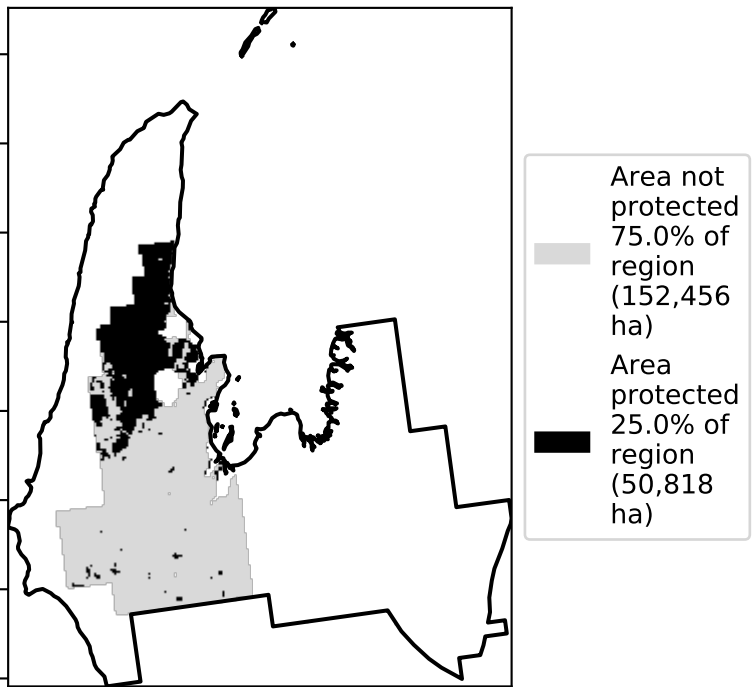 Area not
protected
75.0% of
region
(152,456
ha)
Area
protected
25.0% of
region
(50,818
ha)